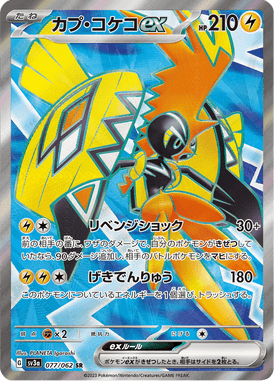 たね カプ・コケコex HP 210
リベンジショック 30+
前の相手の番に、ワザのダメージで、自分のポケモンがきぜつして
いたなら、90ダメージ追加し、相手のバトルポケモンをマヒにする。
げきでんりゅう 180
このポケモンについているエネルギーを1個選び、トラッシュする。
×2
Illus. PLANETA Igarashi
exルール
ポケモンexがきぜつしたとき、相手はサイドを2枚とる。
sv3a 077/062 SR
©2023 Pokémon/Nintendo/Creatures/GAME FREAK.